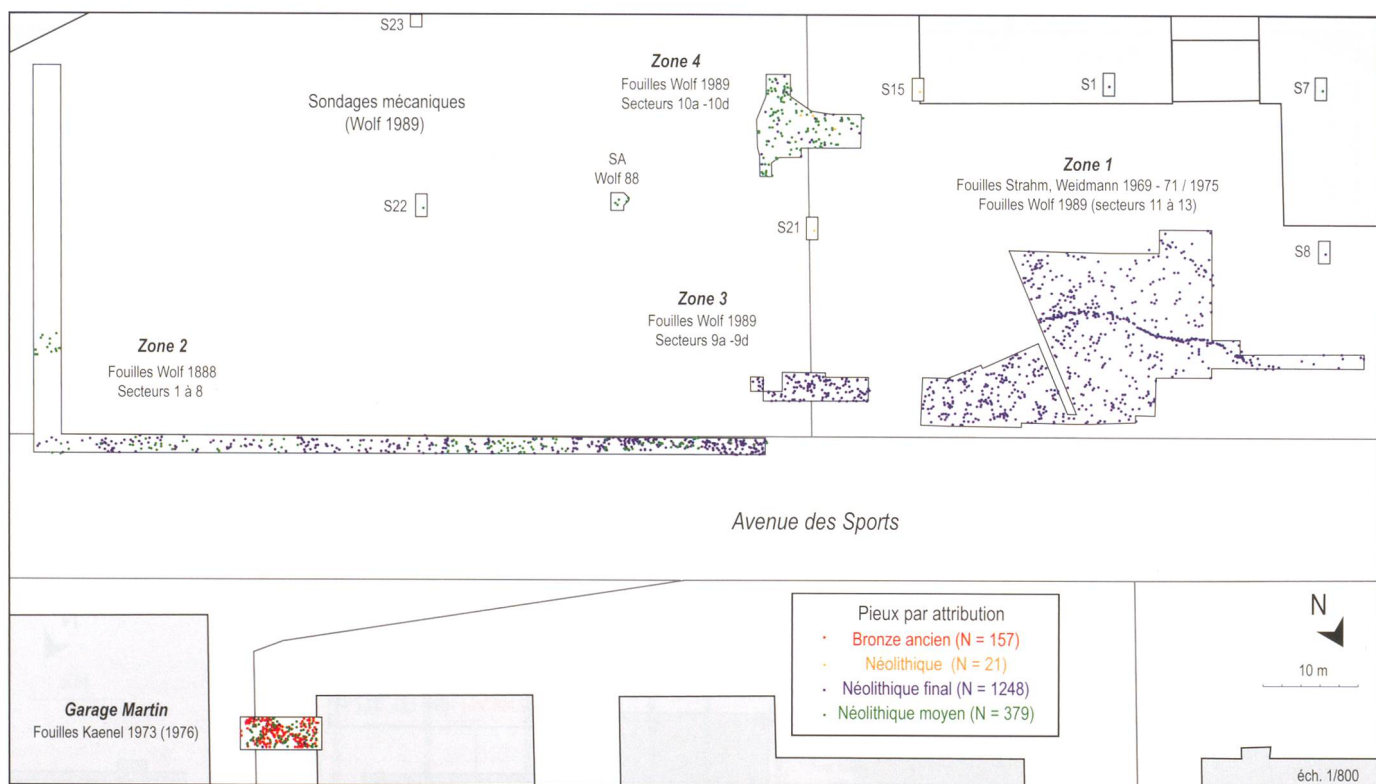 S23
Sondages mécaniques
(Wolf 1989)
Zone 4
Fouilles Wolf 1989
Secteurs 10a -10d
S15
S1
S7
SA
Wolf 88
S22
S21
Zone 1
Fouilles Strahm, Weidmann 1969 - 71 / 1975
Fouilles Wolf 1989 (secteurs 11 à 13)
S8
Zone 3
Fouilles Wolf 1989
Secteurs 9a -9d
Zone 2
Fouilles Wolf 1888
Secteurs 1 à 8
Avenue des Sports
Pieux par attribution
Bronze ancien (N = 157)
Néolithique (N = 21)
Néolithique final (N = 1248)
Néolithique moyen (N = 379)
N
10 m
Garage Martin
Fouilles Kaenel 1973 (1976)
éch. 1/800